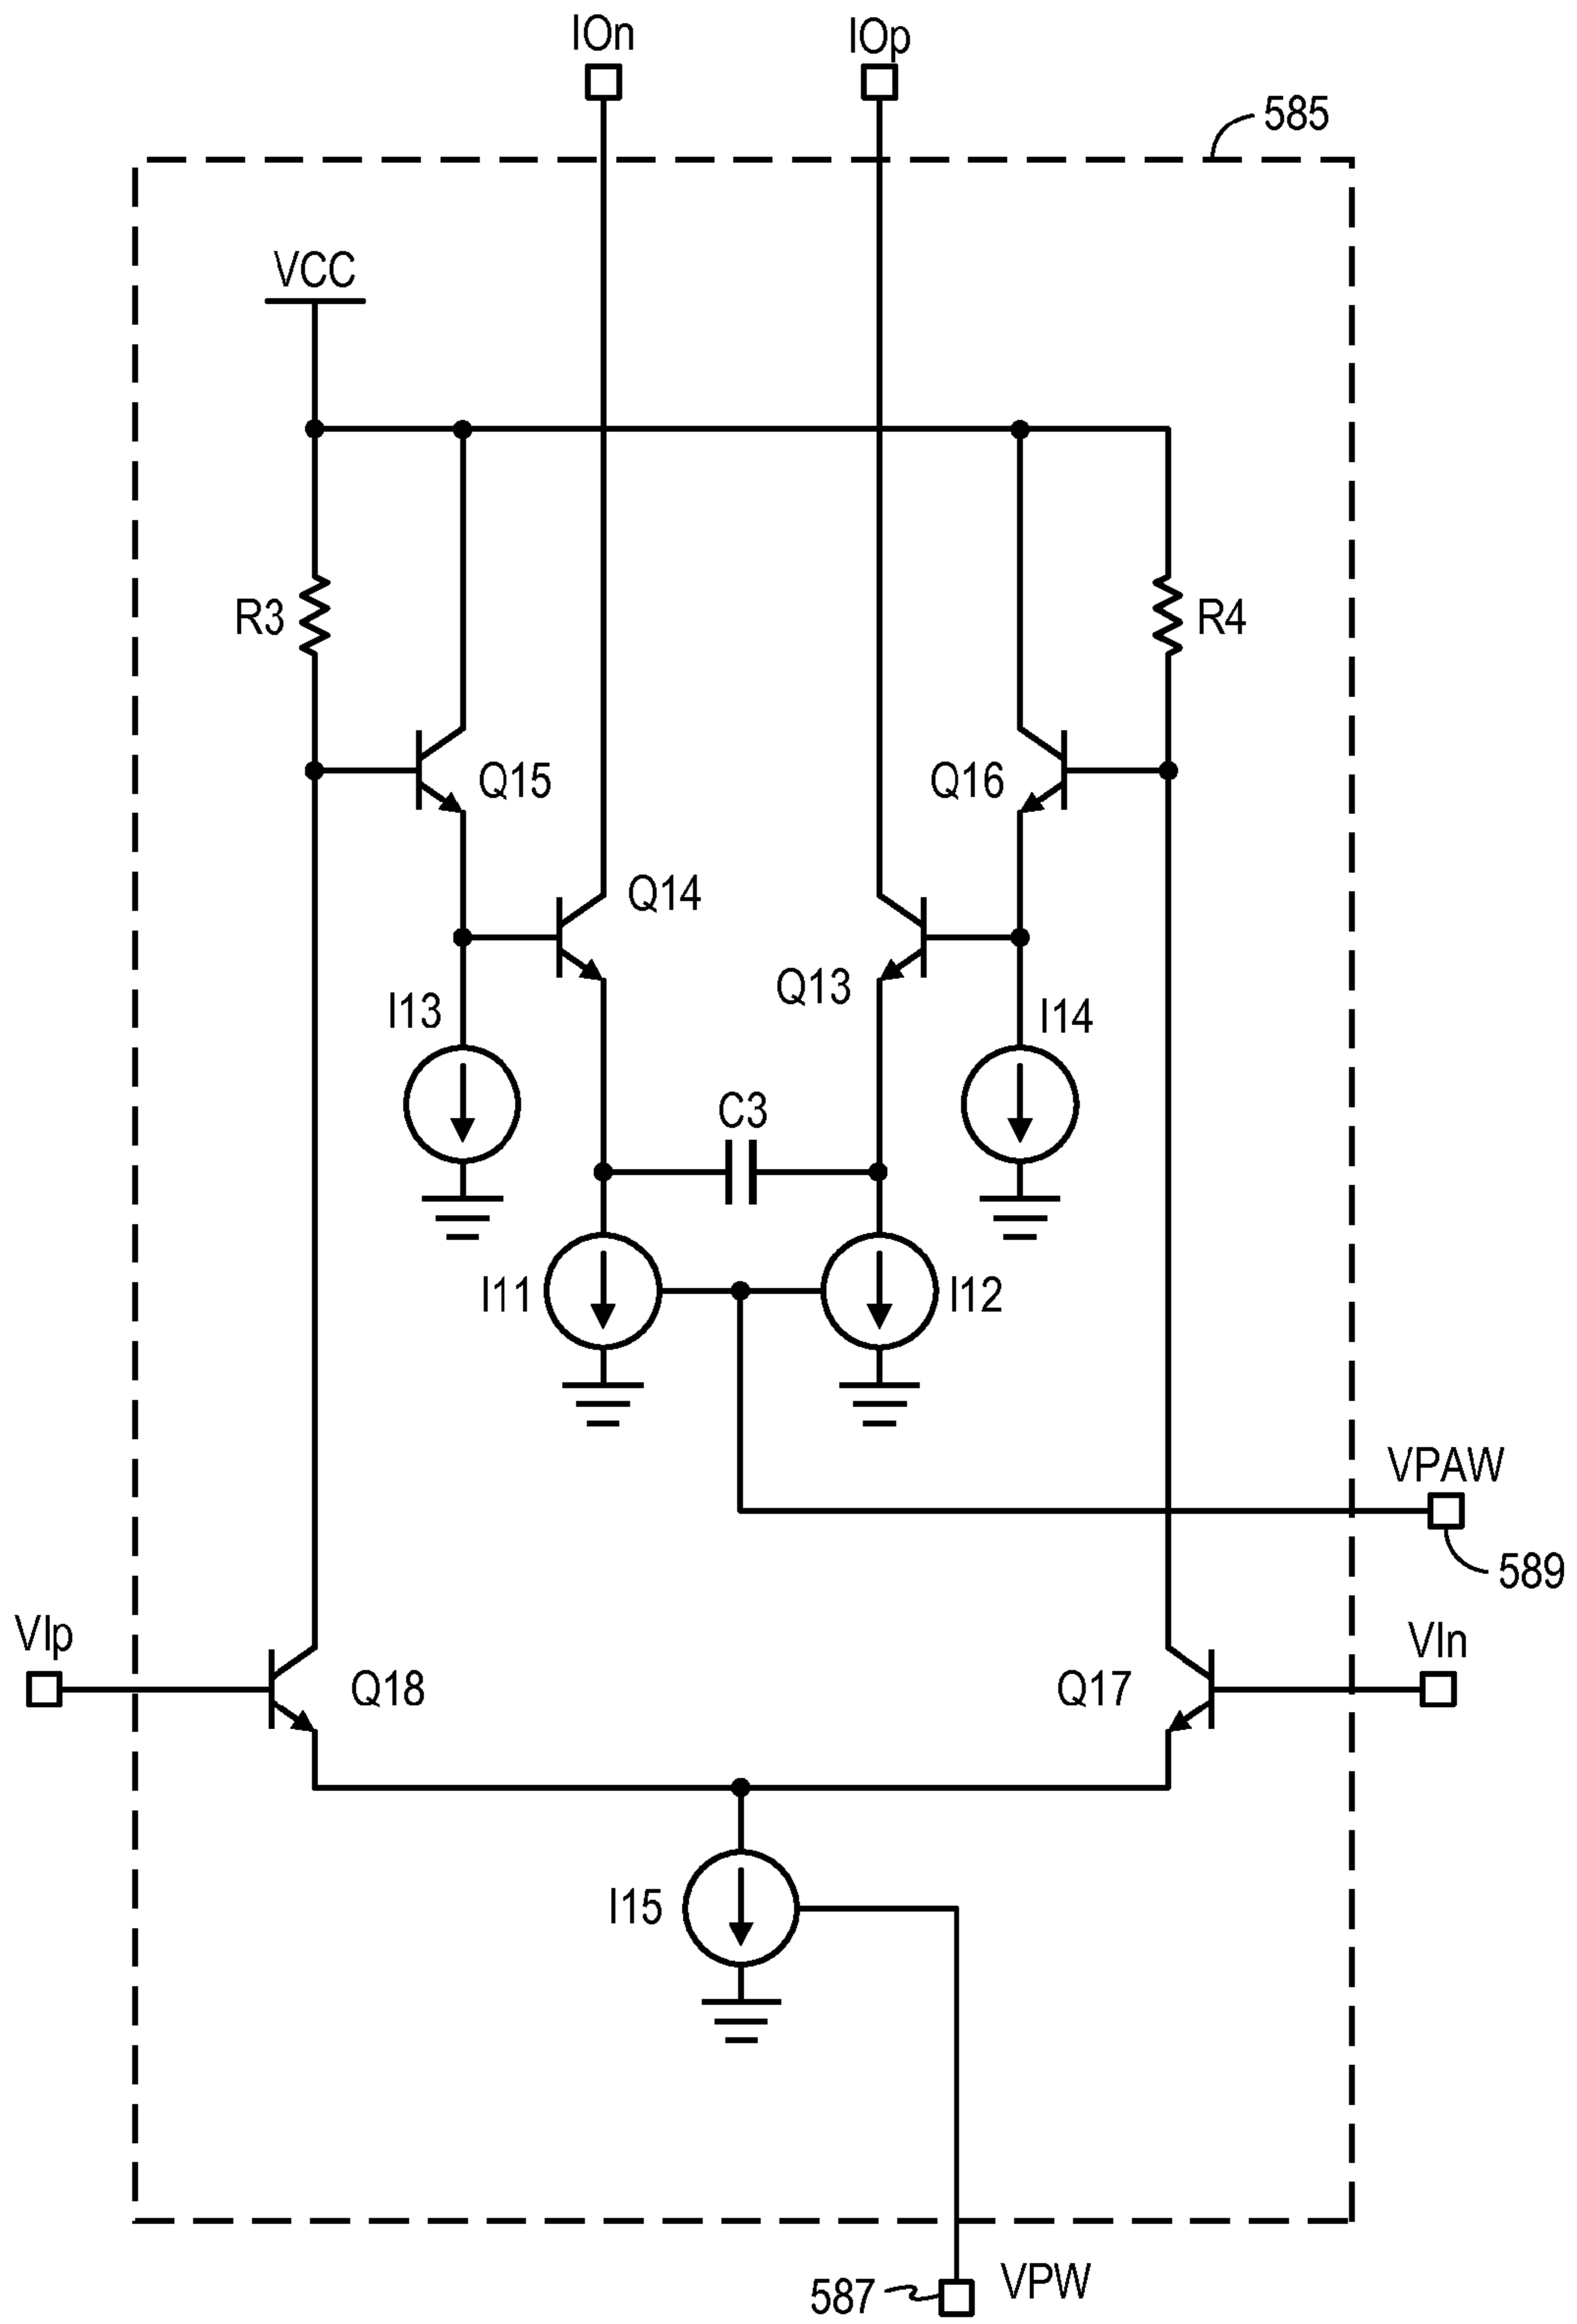 IOn
IOp
585
VCC
R3
R4
Q15
Q16
Q14
Q13
I13
I14
C3
I11
I12
VPAW
589
VIp
VIn
Q18
Q17
I15
587
VPW